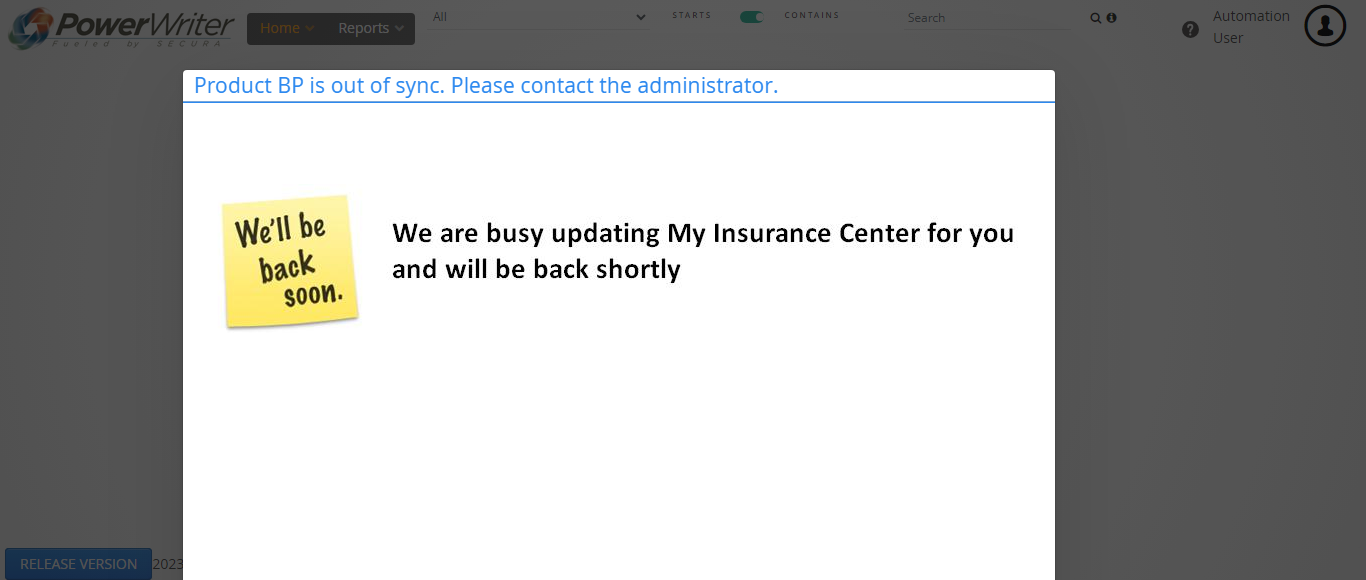 PowerWriter
Fueled by SECURA
Home
Reports
All
STARTS
CONTAINS
Search
Automation
User
Product BP is out of sync. Please contact the administrator.
We'll be
back
soon.
We are busy updating My Insurance Center for you
and will be back shortly
RELEASE VERSION 2023